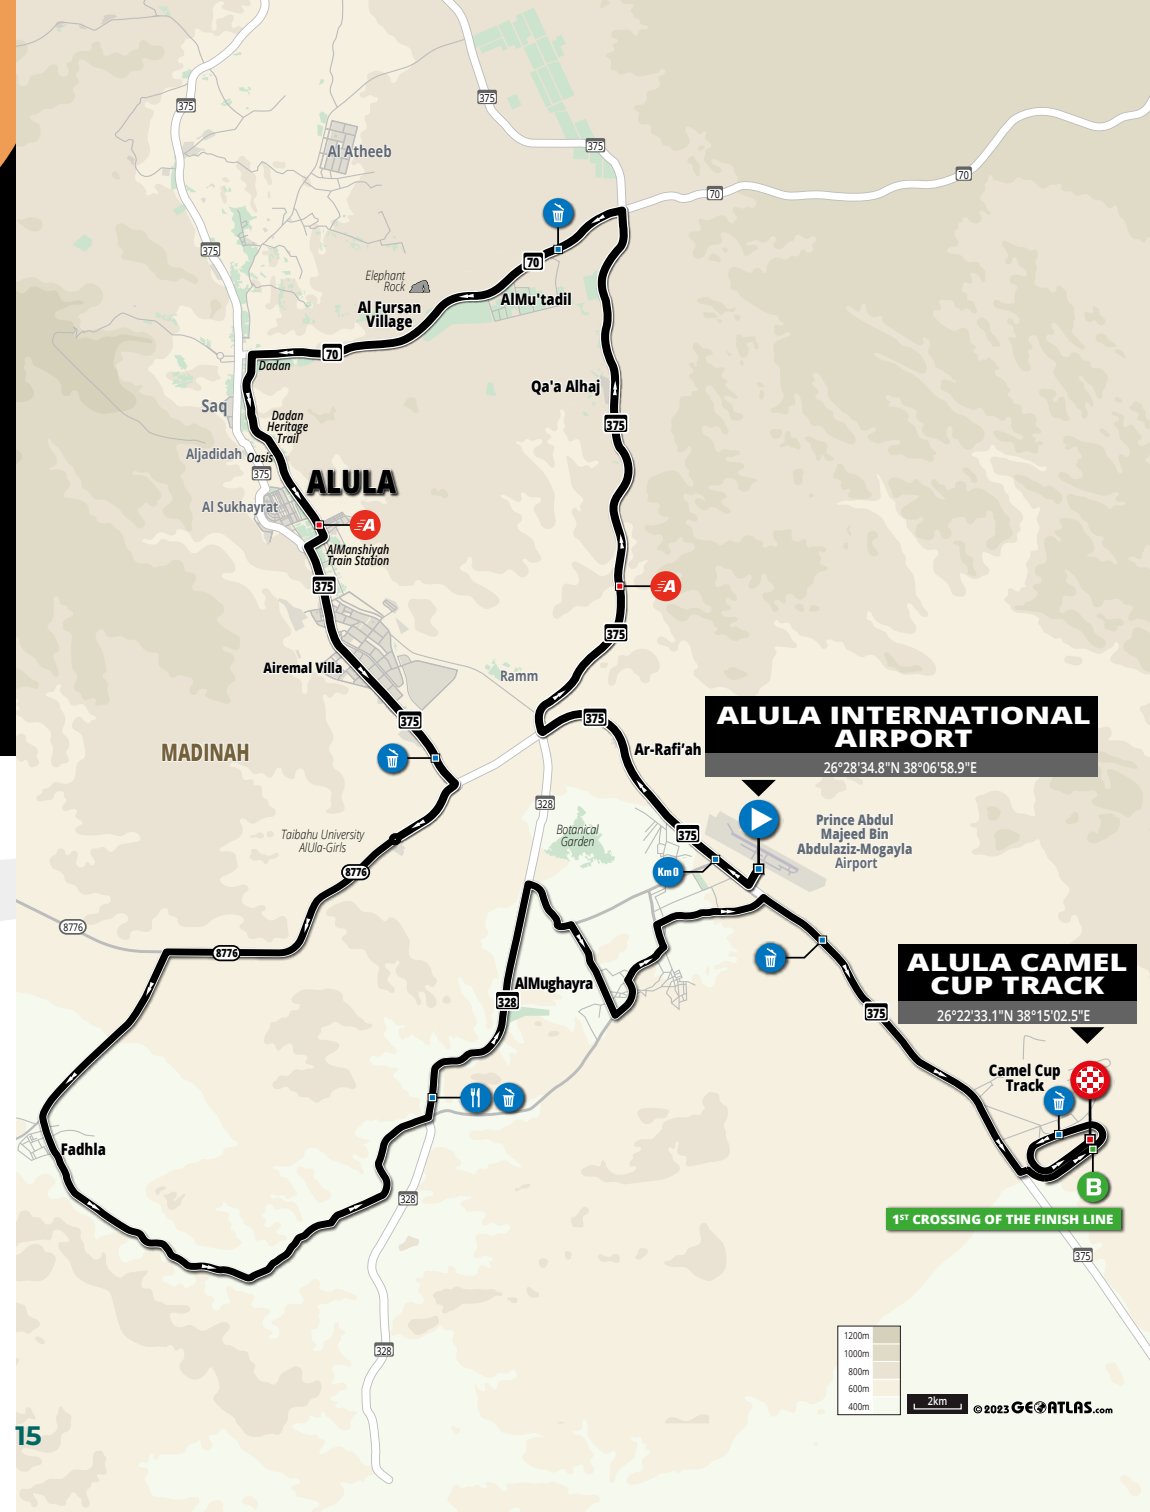 375
375
Al Atheeb
375
70
70
375
70
Elephant
Rock
AlMu'tadil
Al Fursan
Village
70
Dadan
Qa'a Alhaj
Saq
Dadan
Heritage
Trail
375
Aljadidah
Oasis
375
ALULA
Al Sukhayrat
A
AlManshiyah
Train Station
375
A
375
Airemal Villa
Ramm
375
375
ALULA INTERNATIONAL
AIRPORT
26°28'34.8"N 38°06'58.9"E
MADINAH
Ar-Rafi'ah
328
Taibahu University
AlUla-Girls
Botanical
Garden
375
Prince Abdul
Majeed Bin
Abdulaziz-Mogayla
Airport
8776
Km0
8776
8776
ALULA CAMEL
CUP TRACK
26°22'33.1"N 38°15'02.5"E
AlMughayra
328
375
Camel Cup
Track
Fadhla
328
B
1ST CROSSING OF THE FINISH LINE
375
328
1200m
1000m
800m
600m
400m
2km
© 2023 GEOATLAS.com
15